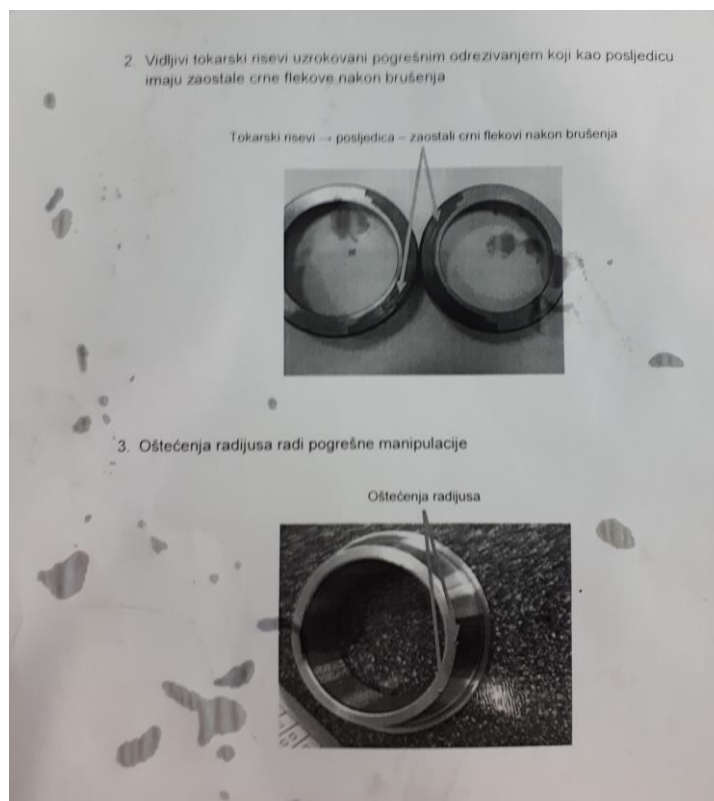 2. Vidljivi tokarski risevi uzrokovani pogrešnim odrezivanjem koji kao posljedicu
imaju zaostale crne flekove nakon brušenja
Tokarski risevi → posljedica – zaostali crni flekovi nakon brušenja
3. Oštećenja radijusa radi pogrešne manipulacije
Oštećenja radijusa